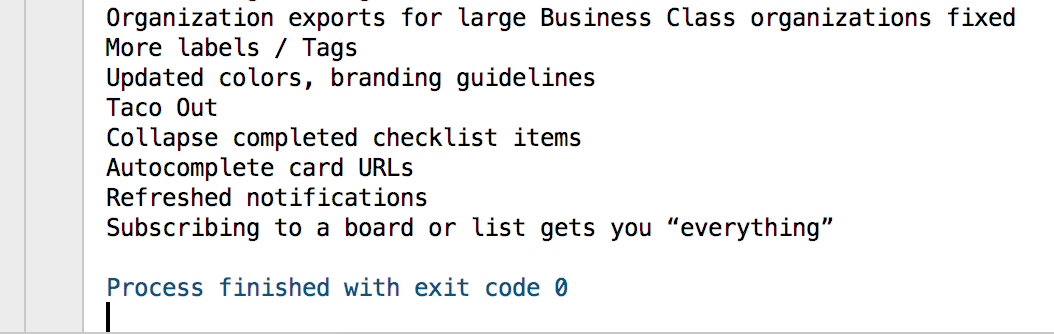 Organization exports for large Business Class organizations fixed
More labels / Tags
Updated colors, branding guidelines
Taco Out
Collapse completed checklist items
Autocomplete card URLs
Refreshed notifications
Subscribing to a board or list gets you “everything”
Process finished with exit code 0